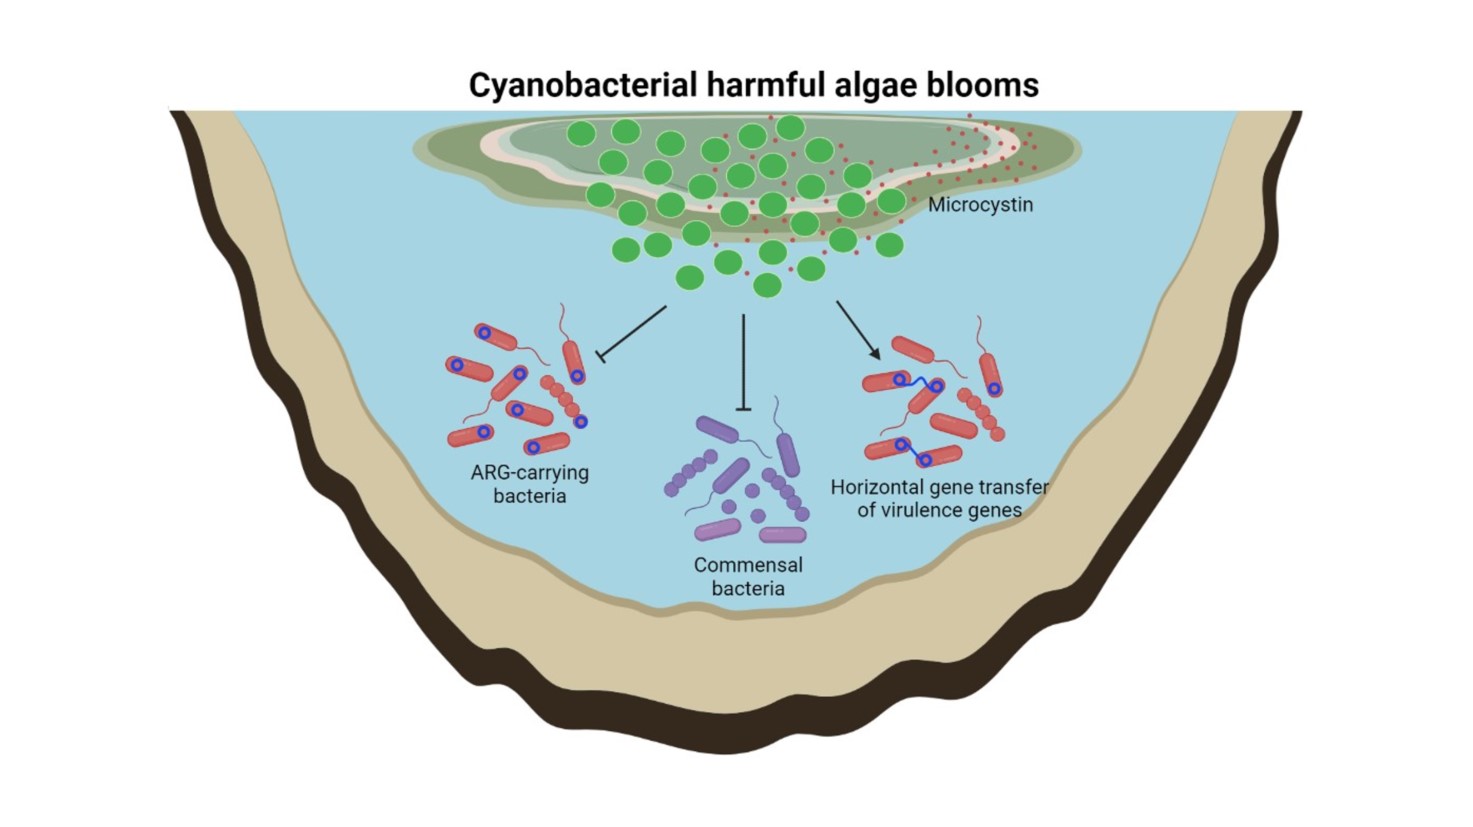 Cyanobacterial harmful algae blooms
Microcystin
ARG-carrying
bacteria
Horizontal gene transfer
of virulence genes
Commensal
bacteria